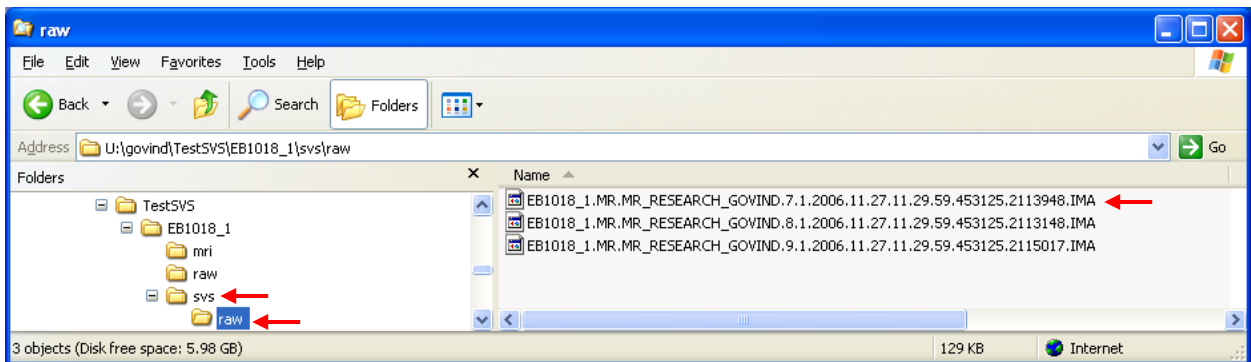 raw
File Edit View Favorites Tools Help
Back Search Folders
Address U:\govind\TestSVS\EB1018_1\svs\raw Go
Folders x Name
TestSVS
EB1018_1
mri
raw
svs
raw
EB1018_1.MR.MR_RESEARCH_GOVIND.7.1.2006.11.27.11.29.59.453125.2113948.IMA
EB1018_1.MR.MR_RESEARCH_GOVIND.8.1.2006.11.27.11.29.59.453125.2113148.IMA
EB1018_1.MR.MR_RESEARCH_GOVIND.9.1.2006.11.27.11.29.59.453125.2115017.IMA
3 objects (Disk free space: 5.98 GB) 129 KB Internet